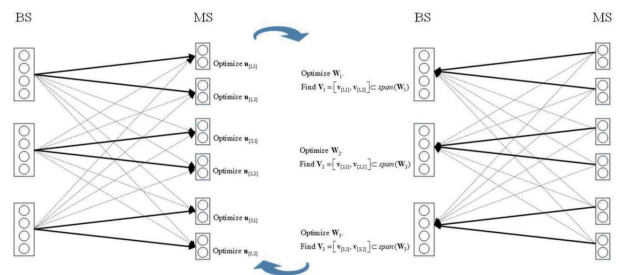 BS
MS
BS
MS
Optimize u[1,1]
Optimize u[1,2]
Optimize u[2,1]
Optimize u[2,2]
Optimize u
Optimize u[3,2]
Optimize W1.
Find V1 = [v[1,1], v[1,2]] ⊂ span(W1)
Optimize W2.
Find V2 = [v[2,1], v[2,2]] ⊂ span(W2)
Optimize W3.
Find V3 = [v[3,1], v[3,2]] ⊂ span(W3)